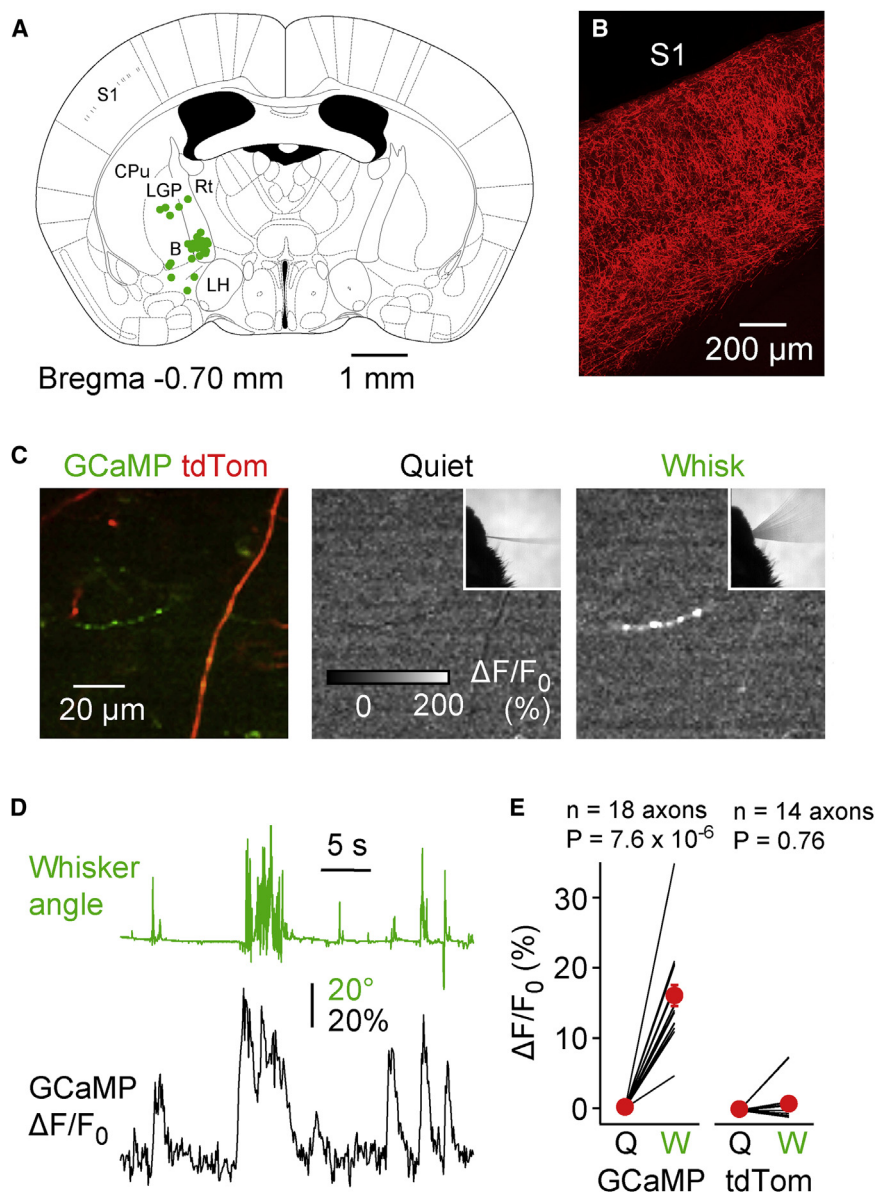 A
S1
CPu
LGP
Rt
B
LH
Bregma -0.70 mm
1 mm
B
S1
200 µm
C
GCaMP tdTom
Quiet
Whisk
20 µm
ΔF/F0
0 200 (%)
D
Whisker
angle
5 s
20°
20%
GCaMP
ΔF/F0
E
n = 18 axons
P = 7.6 x 10-6
n = 14 axons
P = 0.76
ΔF/F0 (%)
30
20
10
0
Q W Q W
GCaMP tdTom